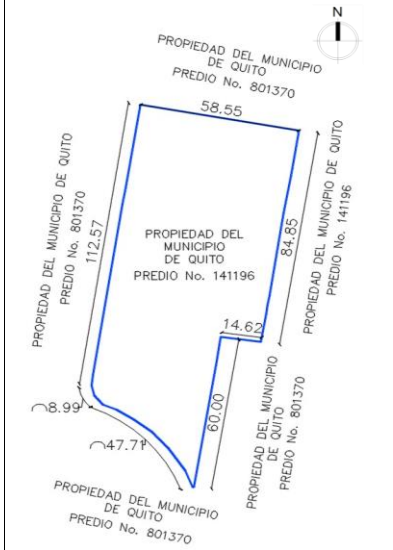 N
PROPIEDAD DEL MUNICIPIO
DE QUITO
PREDIO No. 801370
58.55
PROPIEDAD DEL MUNICIPIO DE QUITO
PREDIO No. 801370
112.57
PROPIEDAD DEL
MUNICIPIO
DE QUITO
PREDIO No. 141196
84.85
PROPIEDAD DEL MUNICIPIO DE QUITO
PREDIO No. 141196
14.62
60.00
PROPIEDAD DEL MUNICIPIO
DE QUITO
PREDIO No. 801370
8.99
47.71
PROPIEDAD DEL MUNICIPIO
DE QUITO
PREDIO No. 801370